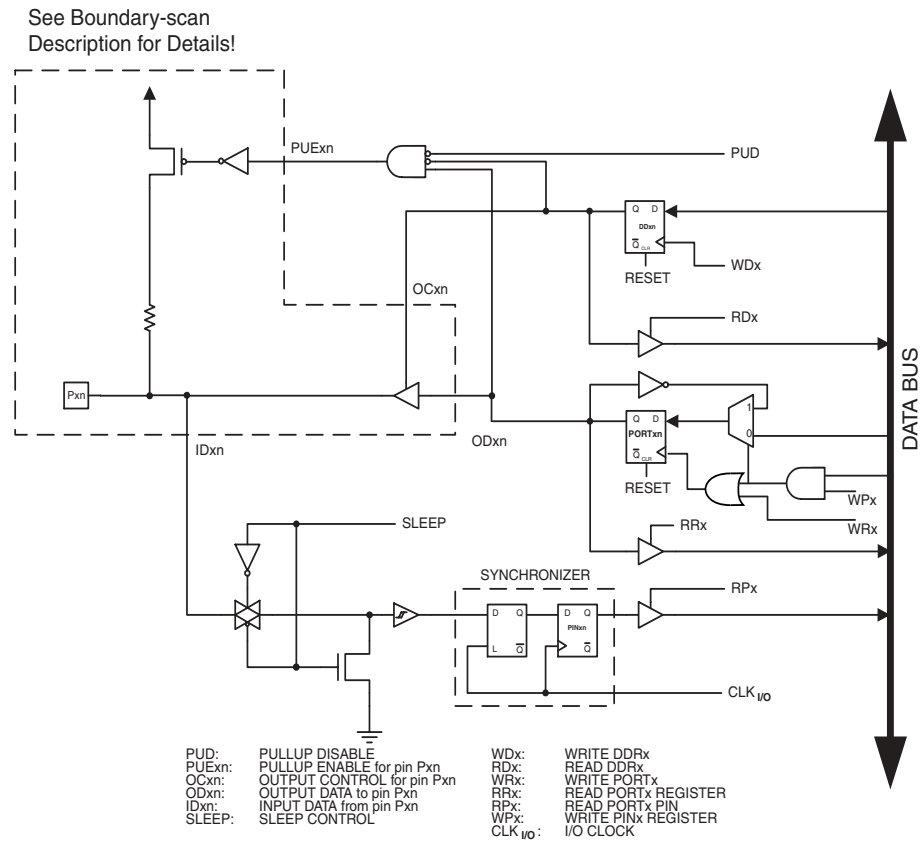 See Boundary-scan
Description for Details!
PUExn
PUD
Q D
DDxn
Q CLR
WDx
RESET
OCxn
RDx
Pxn
1
Q D
PORTxn
0
ODxn
IDxn
Q CLR
RESET
WPx
WRx
RRx
DATA BUS
SLEEP
SYNCHRONIZER
RPx
D Q
D Q
PINxn
L Q
Q
CLK I/O
PUD: PULLUP DISABLE
PUExn: PULLUP ENABLE for pin Pxn
OCxn: OUTPUT CONTROL for pin Pxn
ODxn: OUTPUT DATA to pin Pxn
IDxn: INPUT DATA from pin Pxn
SLEEP: SLEEP CONTROL
WDx: WRITE DDRx
RDx: READ DDRx
WRx: WRITE PORTx
RRx: READ PORTx REGISTER
RPx: READ PORTx PIN
WPx: WRITE PINx REGISTER
CLK I/O: I/O CLOCK